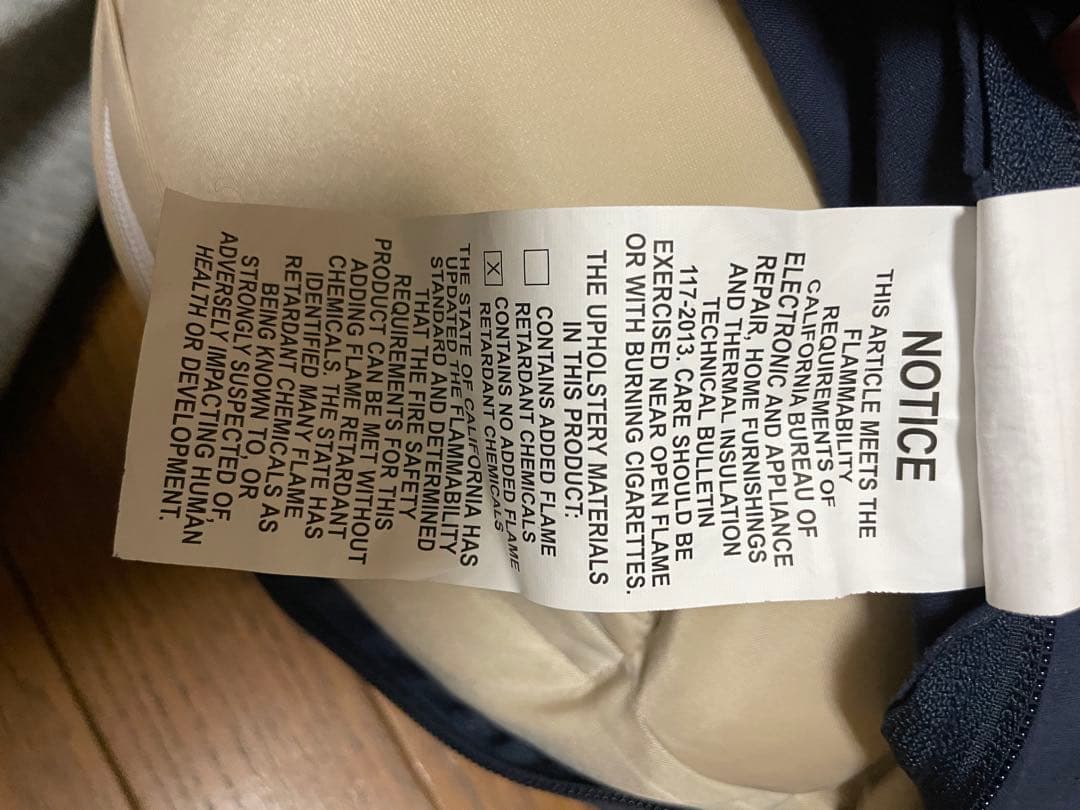 NOTICE
THIS ARTICLE MEETS THE
FLAMMABILITY
REQUIREMENTS OF
CALIFORNIA BUREAU OF
ELECTRONIC AND APPLIANCE
REPAIR, HOME FURNISHINGS
AND THERMAL INSULATION
TECHNICAL BULLETIN
117-2013. CARE SHOULD BE
EXERCISED NEAR OPEN FLAME
OR WITH BURNING CIGARETTES.
THE UPHOLSTERY MATERIALS
IN THIS PRODUCT:
☐ CONTAINS ADDED FLAME
RETARDANT CHEMICALS
☒ CONTAINS NO ADDED FLAME
RETARDANT CHEMICALS
THE STATE OF CALIFORNIA HAS
UPDATED THE FLAMMABILITY
STANDARD AND DETERMINED
THAT THE FIRE SAFETY
REQUIREMENTS FOR THIS
PRODUCT CAN BE MET WITHOUT
ADDING FLAME RETARDANT
CHEMICALS. THE STATE HAS
IDENTIFIED MANY FLAME
RETARDANT CHEMICALS AS
BEING KNOWN TO, OR
STRONGLY SUSPECTED OF,
ADVERSELY IMPACTING HUMAN
HEALTH OR DEVELOPMENT.